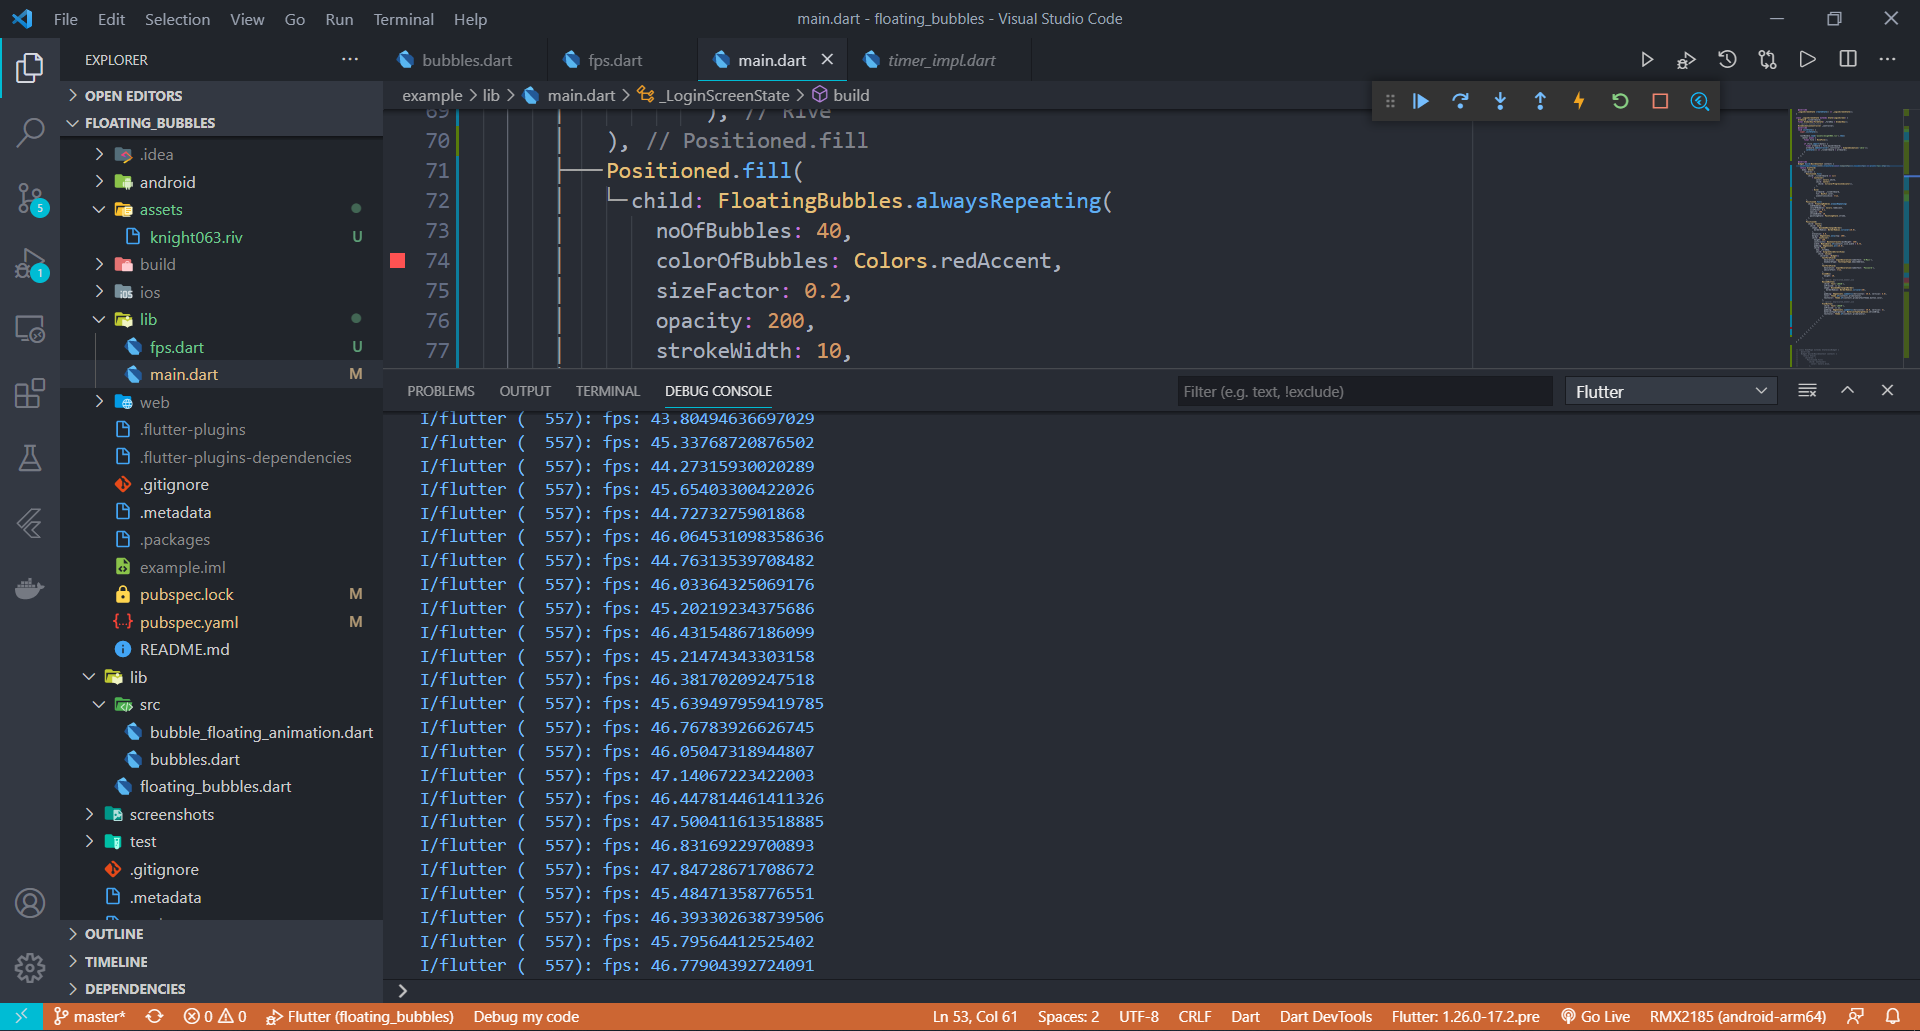 File Edit Selection View Go Run Terminal Help
main.dart - floating_bubbles - Visual Studio Code
EXPLORER
OPEN EDITORS
FLOATING_BUBBLES
.idea
android
assets
knight063.riv U
build
ios
lib
fps.dart U
main.dart M
web
.flutter-plugins
.flutter-plugins-dependencies
.gitignore
.metadata
.packages
example.iml
pubspec.lock M
pubspec.yaml M
README.md
lib
src
bubble_floating_animation.dart
bubbles.dart
floating_bubbles.dart
screenshots
test
.gitignore
.metadata
OUTLINE
TIMELINE
DEPENDENCIES
5
1
bubbles.dart fps.dart main.dart timer_impl.dart
example > lib > main.dart > _LoginScreenState > build
69 ), // Rive
70 ), // Positioned.fill
71 Positioned.fill(
72 child: FloatingBubbles.alwaysRepeating(
73 noOfBubbles: 40,
74 colorOfBubbles: Colors.redAccent,
75 sizeFactor: 0.2,
76 opacity: 200,
77 strokeWidth: 10,
PROBLEMS OUTPUT TERMINAL DEBUG CONSOLE
Filter (e.g. text, !exclude)
Flutter
I/flutter ( 557): fps: 43.80494636697029
I/flutter ( 557): fps: 45.33768720876502
I/flutter ( 557): fps: 44.27315930020289
I/flutter ( 557): fps: 45.65403300422026
I/flutter ( 557): fps: 44.7273275901868
I/flutter ( 557): fps: 46.064531098358636
I/flutter ( 557): fps: 44.76313539708482
I/flutter ( 557): fps: 46.03364325069176
I/flutter ( 557): fps: 45.20219234375686
I/flutter ( 557): fps: 46.43154867186099
I/flutter ( 557): fps: 45.21474343303158
I/flutter ( 557): fps: 46.38170209247518
I/flutter ( 557): fps: 45.639497959419785
I/flutter ( 557): fps: 46.76783926626745
I/flutter ( 557): fps: 46.05047318944807
I/flutter ( 557): fps: 47.14067223422003
I/flutter ( 557): fps: 46.447814461411326
I/flutter ( 557): fps: 47.500411613518885
I/flutter ( 557): fps: 46.83169229700893
I/flutter ( 557): fps: 47.84728671708672
I/flutter ( 557): fps: 45.48471358776551
I/flutter ( 557): fps: 46.393302638739506
I/flutter ( 557): fps: 45.79564412525402
I/flutter ( 557): fps: 46.77904392724091
master* 0 0 Flutter (floating_bubbles) Debug my code Ln 53, Col 61 Spaces: 2 UTF-8 CRLF Dart Dart DevTools Flutter: 1.26.0-17.2.pre Go Live RMX2185 (android-arm64)